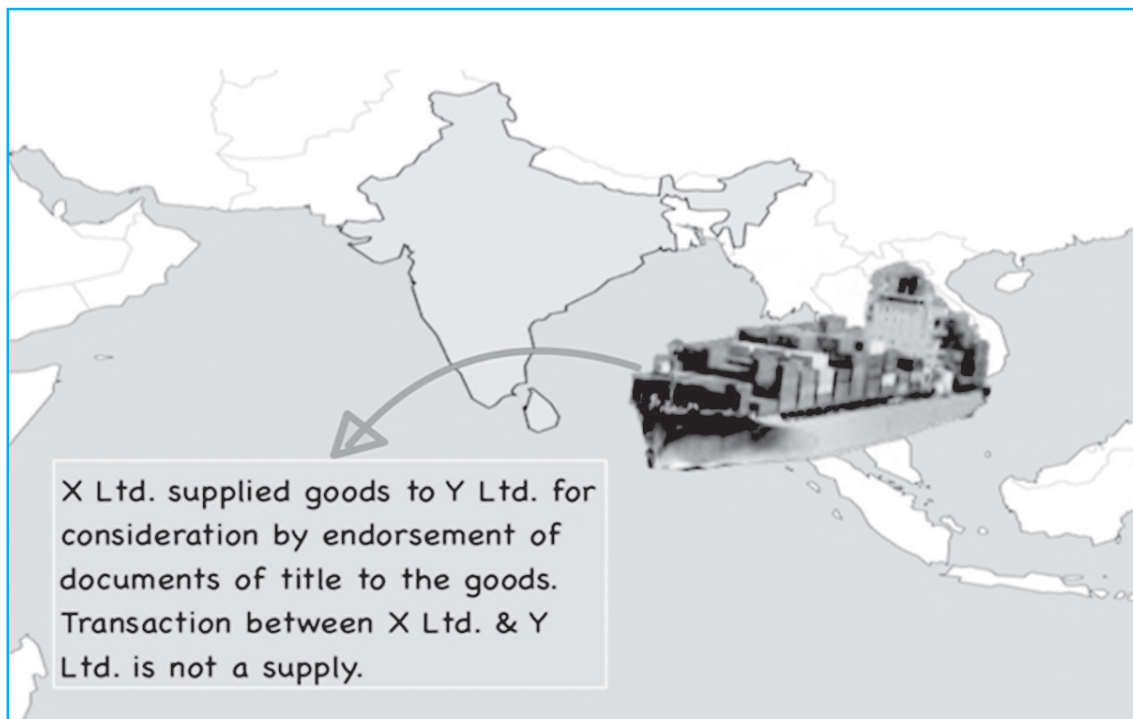 X Ltd. supplied goods to Y Ltd. for
consideration by endorsement of
documents of title to the goods.
Transaction between X Ltd. & Y
Ltd. is not a supply.